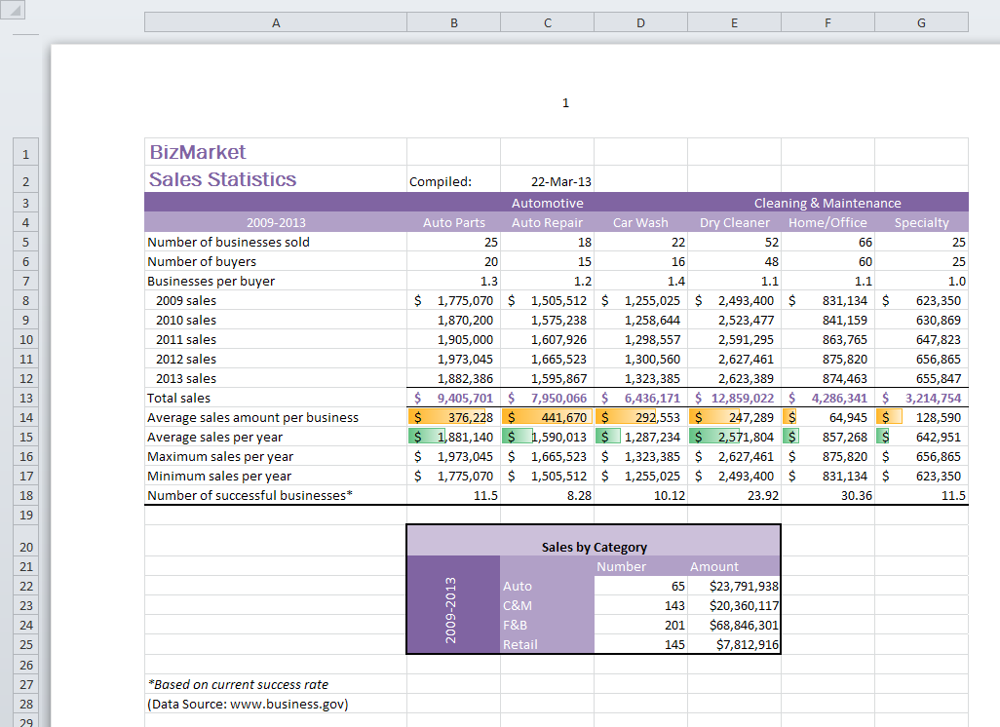 A B C D E F G
1
1 BizMarket
2 Sales Statistics Compiled: 22-Mar-13
3 Automotive Cleaning & Maintenance
4 2009-2013 Auto Parts Auto Repair Car Wash Dry Cleaner Home/Office Specialty
5 Number of businesses sold 25 18 22 52 66 25
6 Number of buyers 20 15 16 48 60 25
7 Businesses per buyer 1.3 1.2 1.4 1.1 1.1 1.0
8 2009 sales $ 1,775,070 $ 1,505,512 $ 1,255,025 $ 2,493,400 $ 831,134 $ 623,350
9 2010 sales 1,870,200 1,575,238 1,258,644 2,523,477 841,159 630,869
10 2011 sales 1,905,000 1,607,926 1,298,557 2,591,295 863,765 647,823
11 2012 sales 1,973,045 1,665,523 1,300,560 2,627,461 875,820 656,865
12 2013 sales 1,882,386 1,595,867 1,323,385 2,623,389 874,463 655,847
13 Total sales $ 9,405,701 $ 7,950,066 $ 6,436,171 $ 12,859,022 $ 4,286,341 $ 3,214,754
14 Average sales amount per business $ 376,228 $ 441,670 $ 292,553 $ 247,289 $ 64,945 $ 128,590
15 Average sales per year $ 1,881,140 $ 1,590,013 $ 1,287,234 $ 2,571,804 $ 857,268 $ 642,951
16 Maximum sales per year $ 1,973,045 $ 1,665,523 $ 1,323,385 $ 2,627,461 $ 875,820 $ 656,865
17 Minimum sales per year $ 1,775,070 $ 1,505,512 $ 1,255,025 $ 2,493,400 $ 831,134 $ 623,350
18 Number of successful businesses* 11.5 8.28 10.12 23.92 30.36 11.5
19
20 Sales by Category
21 Number Amount
2009-2013
22 Auto 65 $23,791,938
23 C&M 143 $20,360,117
24 F&B 201 $68,846,301
25 Retail 145 $7,812,916
26
27 *Based on current success rate
28 (Data Source: www.business.gov)
29